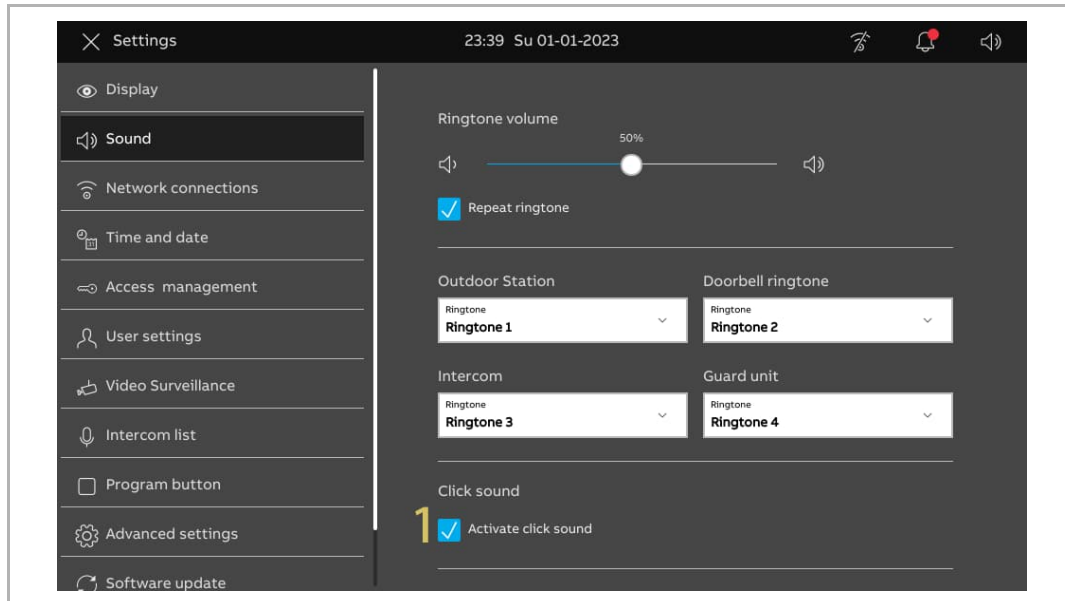 Settings
23:39 Su 01-01-2023
Display
Sound
Network connections
Time and date
Access management
User settings
Video Surveillance
Intercom list
Program button
Advanced settings
Software update
Ringtone volume
50%
Repeat ringtone
Outdoor Station
Ringtone
Ringtone 1
Doorbell ringtone
Ringtone
Ringtone 2
Intercom
Ringtone
Ringtone 3
Guard unit
Ringtone
Ringtone 4
Click sound
1
Activate click sound